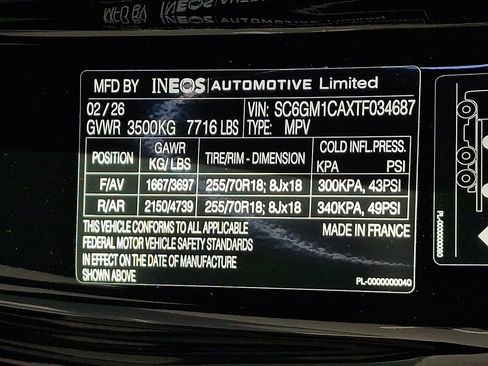 MFD BY INEOS AUTOMOTIVE Limited
02 / 26 VIN: SC6GM1CAXTF034687
GVWR 3500KG 7716 LBS TYPE: MPV
POSITION GAWR KG/ LBS TIRE/RIM - DIMENSION COLD INFL.PRESS. KPA PSI
F/AV 1667/3697 255/70R18; 8Jx18 300KPA, 43PSI
R/AR 2150/4739 255/70R18; 8Jx18 340KPA, 49PSI
THIS VEHICLE CONFORMS TO ALL APPLICABLE MADE IN FRANCE
FEDERAL MOTOR VEHICLE SAFETY STANDARDS
IN EFFECT ON THE DATE OF MANUFACTURE
SHOWN ABOVE PL-0000000040
PL-0000000060